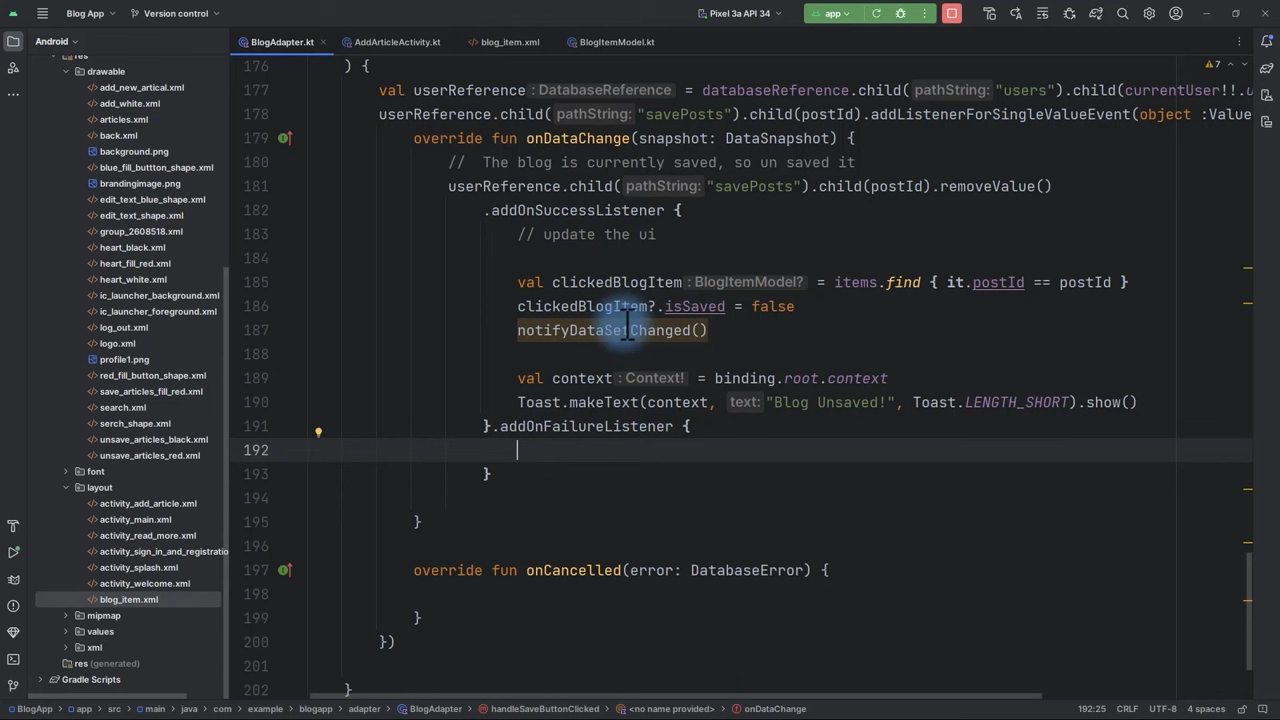 Blog App
Version control
Pixel 3a API 34
app
Android
BlogAdapter.kt
AddArticleActivity.kt
blog_item.xml
BlogItemModel.kt
res
drawable
add_new_artical.xml
add_white.xml
articles.xml
back.xml
background.png
blue_fill_buttton_shape.xml
brandingimage.png
edit_text_blue_shape.xml
edit_text_shape.xml
group_2608518.xml
heart_black.xml
heart_fill_red.xml
heart_white.xml
ic_launcher_background.xml
ic_launcher_foreground.xml
log_out.xml
logo.xml
profile1.png
red_fill_button_shape.xml
save_articles_fill_red.xml
search.xml
serch_shape.xml
unsave_articles_black.xml
unsave_articles_red.xml
font
layout
activity_add_article.xml
activity_main.xml
activity_read_more.xml
activity_sign_in_and_registratio
activity_splash.xml
activity_welcome.xml
blog_item.xml
mipmap
values
xml
res (generated)
Gradle Scripts
7
176 ) {
177 val userReference : DatabaseReference = databaseReference.child( pathString: "users").child(currentUser!!.u
178 userReference.child( pathString: "savePosts").child(postId).addListenerForSingleValueEvent(object :Value
179 override fun onDataChange(snapshot: DataSnapshot) {
180 // The blog is currently saved, so un saved it
181 userReference.child( pathString: "savePosts").child(postId).removeValue()
182 .addOnSuccessListener {
183 // update the ui
184
185 val clickedBlogItem : BlogItemModel? = items.find { it.postId == postId }
186 clickedBlogItem?.isSaved = false
187 notifyDataSetChanged()
188
189 val context : Context! = binding.root.context
190 Toast.makeText(context, text: "Blog Unsaved!", Toast.LENGTH_SHORT).show()
191 }.addOnFailureListener {
192
193 }
194
195 }
196
197 override fun onCancelled(error: DatabaseError) {
198
199 }
200 })
201
202 }
BlogApp
app
src
main
java
com
example
blogapp
adapter
BlogAdapter
handleSaveButtonClicked
<no name provided>
onDataChange
192:25
CRLF
UTF-8
4 spaces